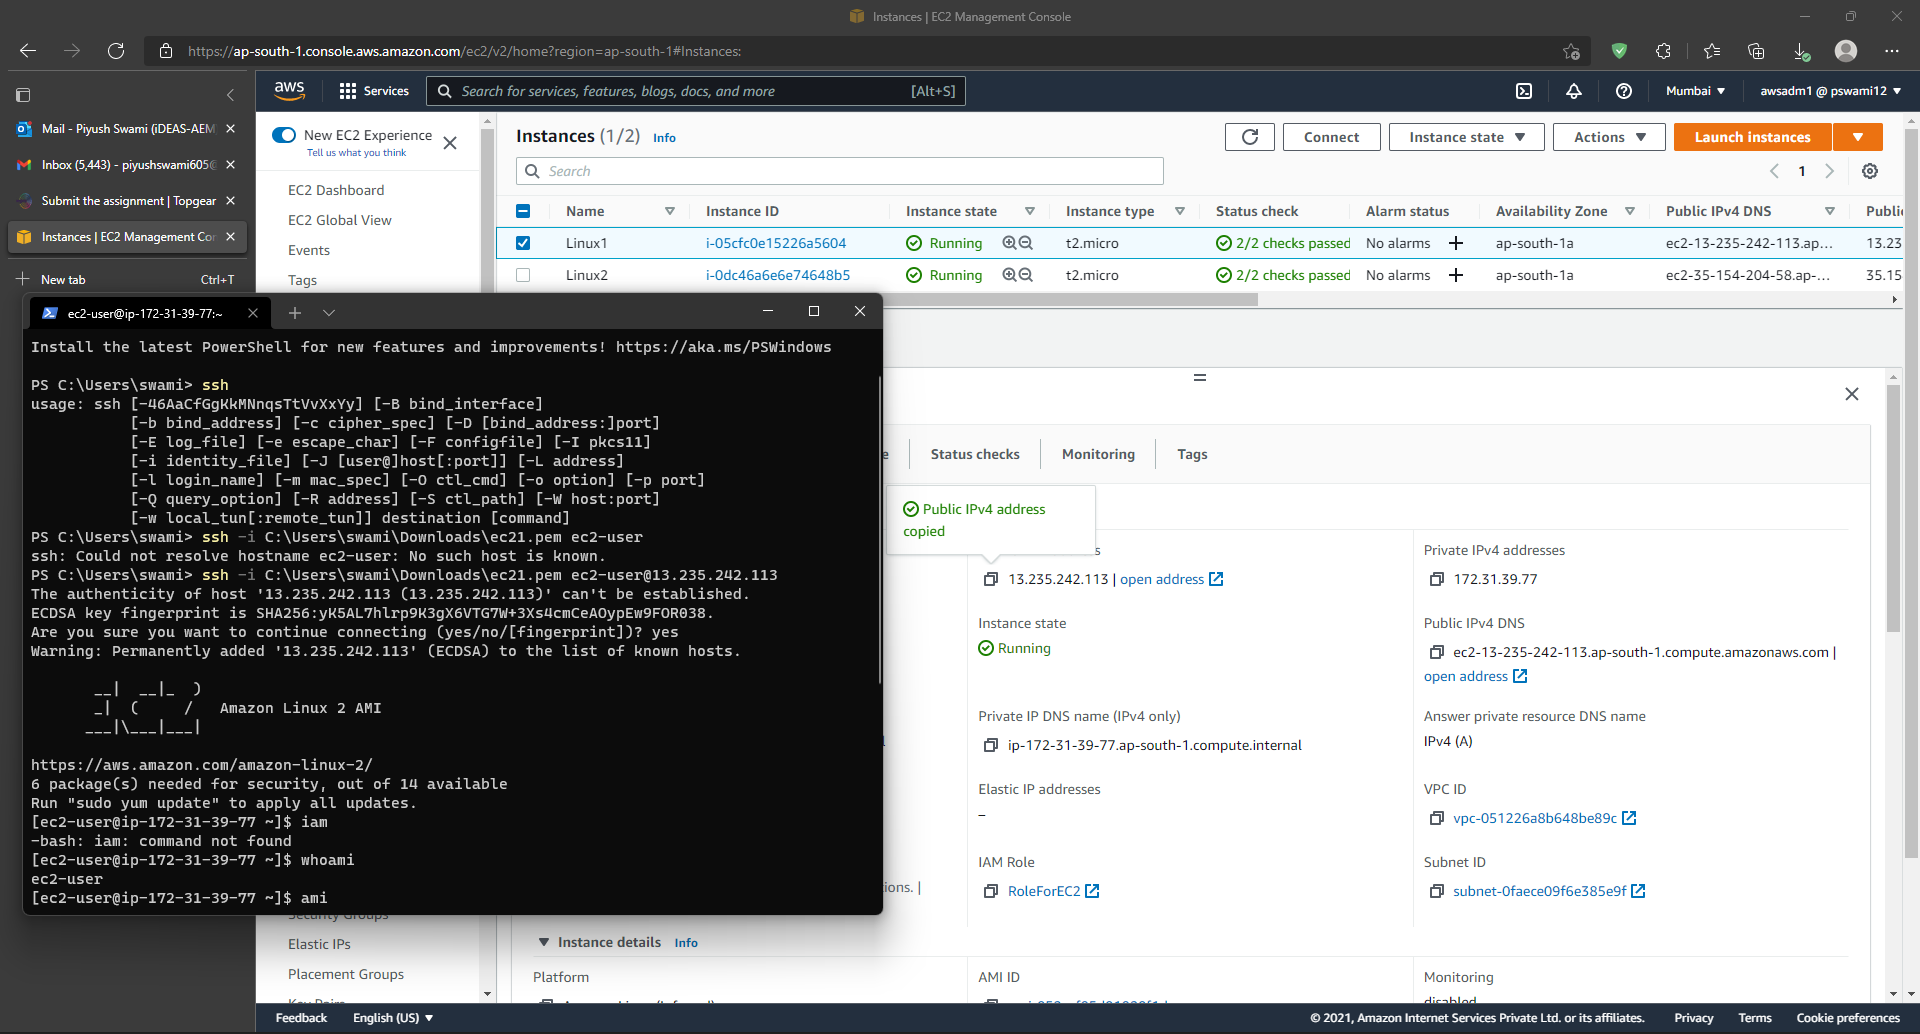 Instances | EC2 Management Console
https://ap-south-1.console.aws.amazon.com/ec2/v2/home?region=ap-south-1#Instances:
Mail - Piyush Swami (iDEAS-AEM
Inbox (5,443) - piyushswami605@
Submit the assignment | Topgear
Instances | EC2 Management Con
New tab Ctrl+T
aws Services Search for services, features, blogs, docs, and more [Alt+S] Mumbai awsadm1 @ pswami12
New EC2 Experience
Tell us what you think
EC2 Dashboard
EC2 Global View
Events
Tags
Instances (1/2) Info Connect Instance state Actions Launch instances
Search 1
Name Instance ID Instance state Instance type Status check Alarm status Availability Zone Public IPv4 DNS Public
Linux1 i-05cfc0e15226a5604 Running t2.micro 2/2 checks passed No alarms ap-south-1a ec2-13-235-242-113.ap... 13.23
Linux2 i-0dc46a6e6e74648b5 Running t2.micro 2/2 checks passed No alarms ap-south-1a ec2-35-154-204-58.ap-... 35.15
ec2-user@ip-172-31-39-77:~
Install the latest PowerShell for new features and improvements! https://aka.ms/PSWindows
PS C:\Users\swami> ssh
usage: ssh [-46AaCfGgKkMNnqsTtVvXxYy] [-B bind_interface]
[-b bind_address] [-c cipher_spec] [-D [bind_address:]port]
[-E log_file] [-e escape_char] [-F configfile] [-I pkcs11]
[-i identity_file] [-J [user@]host[:port]] [-L address]
[-l login_name] [-m mac_spec] [-O ctl_cmd] [-o option] [-p port]
[-Q query_option] [-R address] [-S ctl_path] [-W host:port]
[-w local_tun[:remote_tun]] destination [command]
PS C:\Users\swami> ssh -i C:\Users\swami\Downloads\ec21.pem ec2-user
ssh: Could not resolve hostname ec2-user: No such host is known.
PS C:\Users\swami> ssh -i C:\Users\swami\Downloads\ec21.pem ec2-user@13.235.242.113
The authenticity of host '13.235.242.113 (13.235.242.113)' can't be established.
ECDSA key fingerprint is SHA256:yK5AL7hlrp9K3gX6VTG7W+3Xs4cmCeAOypEw9FOR038.
Are you sure you want to continue connecting (yes/no/[fingerprint])? yes
Warning: Permanently added '13.235.242.113' (ECDSA) to the list of known hosts.
__| __|_ )
_| ( / Amazon Linux 2 AMI
___|\___|___|
https://aws.amazon.com/amazon-linux-2/
6 package(s) needed for security, out of 14 available
Run "sudo yum update" to apply all updates.
[ec2-user@ip-172-31-39-77 ~]$ iam
-bash: iam: command not found
[ec2-user@ip-172-31-39-77 ~]$ whoami
ec2-user
[ec2-user@ip-172-31-39-77 ~]$ ami
Status checks Monitoring Tags
Public IPv4 address
copied
13.235.242.113 | open address
Private IPv4 addresses
172.31.39.77
Instance state
Running
Public IPv4 DNS
ec2-13-235-242-113.ap-south-1.compute.amazonaws.com |
open address
Private IP DNS name (IPv4 only)
ip-172-31-39-77.ap-south-1.compute.internal
Answer private resource DNS name
IPv4 (A)
Elastic IP addresses
–
VPC ID
vpc-051226a8b648be89c
IAM Role
RoleForEC2
Subnet ID
subnet-0faece09f6e385e9f
ions. |
Security Groups
Elastic IPs
Placement Groups
Key Pairs
Instance details Info
Platform
AMI ID
Monitoring
disabled
Feedback English (US) © 2021, Amazon Internet Services Private Ltd. or its affiliates. Privacy Terms Cookie preferences